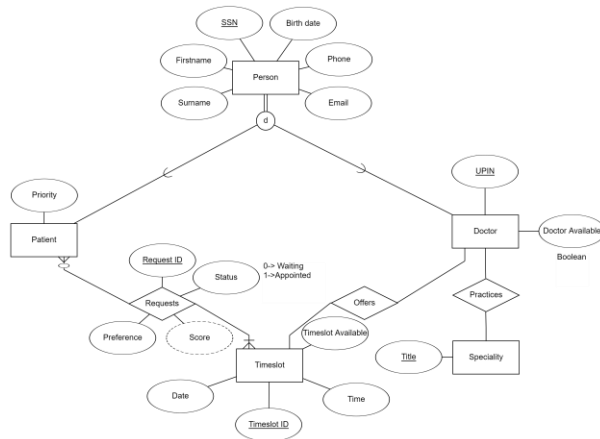 SSN
Birth date
Firstname
Phone
Person
Surname
Email
d
UPIN
Priority
Patient
Doctor
Doctor Available
Boolean
Request ID
Status
0-> Waiting
1->Appointed
Requests
Offers
Practices
Preference
Score
Timeslot Available
Timeslot
Title
Speciality
Date
Time
Timeslot ID